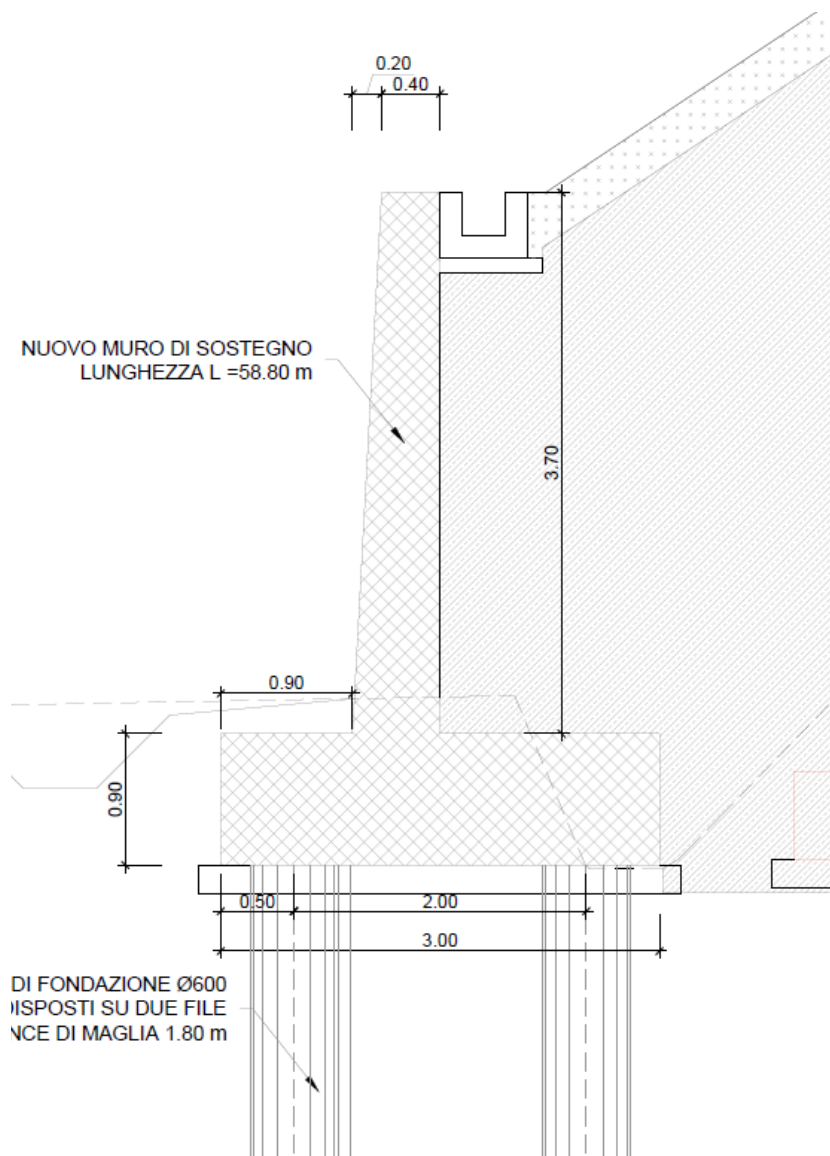 0.20
0.40
NUOVO MURO DI SOSTEGNO
LUNGHEZZA L =58.80 m
3.70
0.90
0.90
0.50
2.00
3.00
DI FONDAZIONE Ø600
DISPOSTI SU DUE FILE
NCE DI MAGLIA 1.80 m